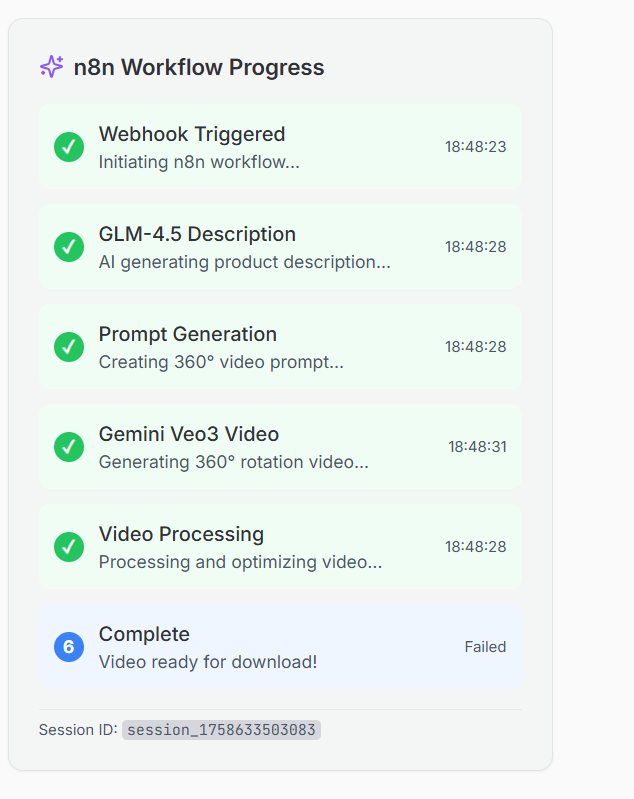 n8n Workflow Progress
Webhook Triggered
Initiating n8n workflow...
18:48:23
GLM-4.5 Description
AI generating product description...
18:48:28
Prompt Generation
Creating 360° video prompt...
18:48:28
Gemini Veo3 Video
Generating 360° rotation video...
18:48:31
Video Processing
Processing and optimizing video...
18:48:28
6
Complete
Video ready for download!
Failed
Session ID: session_1758633503083